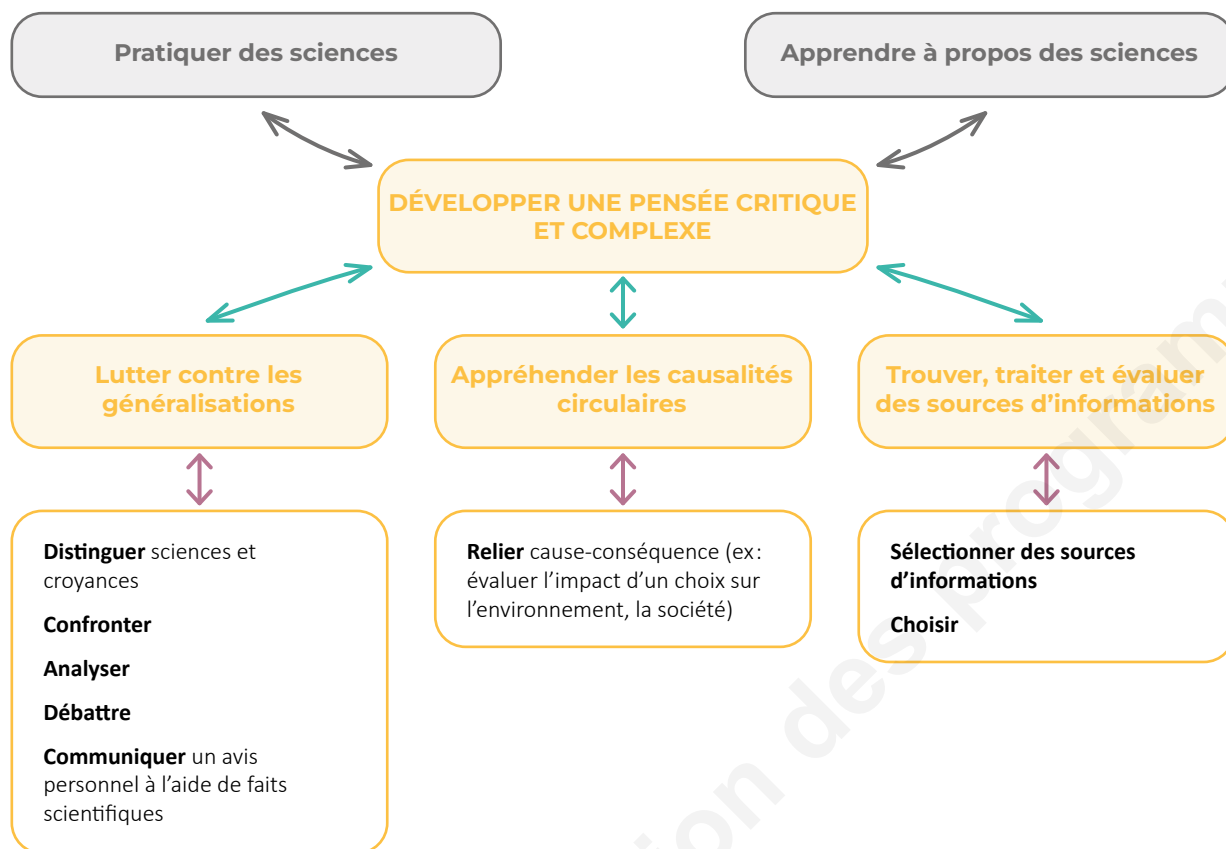 Pratiquer des sciences
Apprendre à propos des sciences
DÉVELOPPER UNE PENSÉE CRITIQUE
ET COMPLEXE
Lutter contre les
généralisations
Appréhender les causalités
circulaires
Trouver, traiter et évaluer
des sources d’informations
Distinguer sciences et
croyances
Confronter
Analyser
Débattre
Communiquer un avis
personnel à l’aide de faits
scientifiques
Relier cause-conséquence (ex :
évaluer l’impact d’un choix sur
l’environnement, la société)
Sélectionner des sources
d’informations
Choisir
des